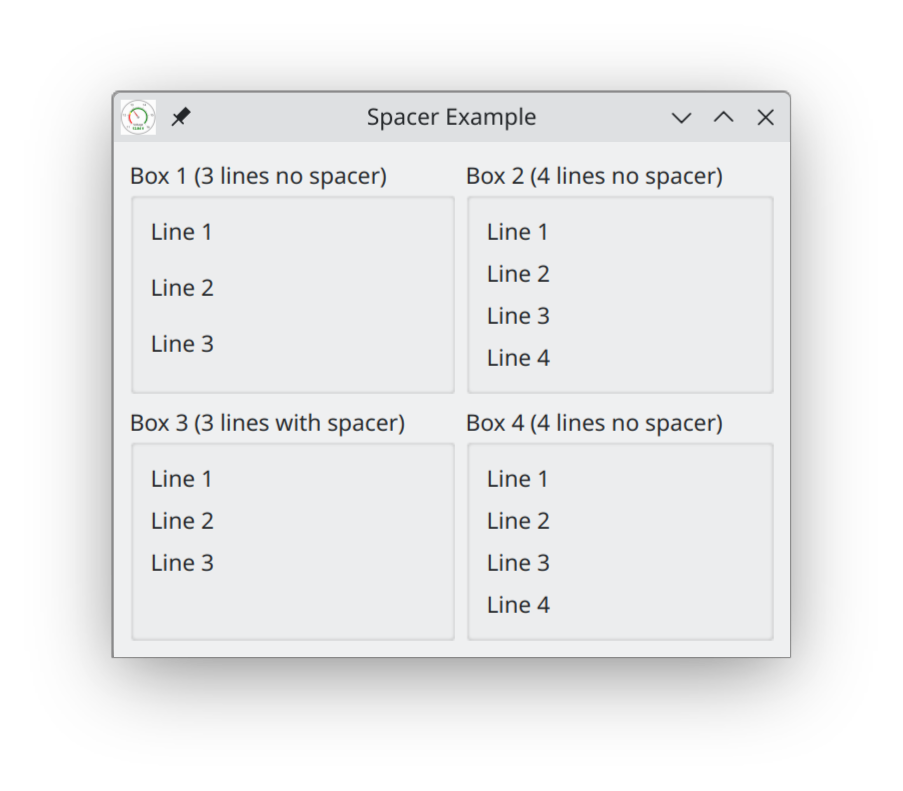 Spacer Example
Box 1 (3 lines no spacer)
Line 1
Line 2
Line 3
Box 2 (4 lines no spacer)
Line 1
Line 2
Line 3
Line 4
Box 3 (3 lines with spacer)
Line 1
Line 2
Line 3
Box 4 (4 lines no spacer)
Line 1
Line 2
Line 3
Line 4